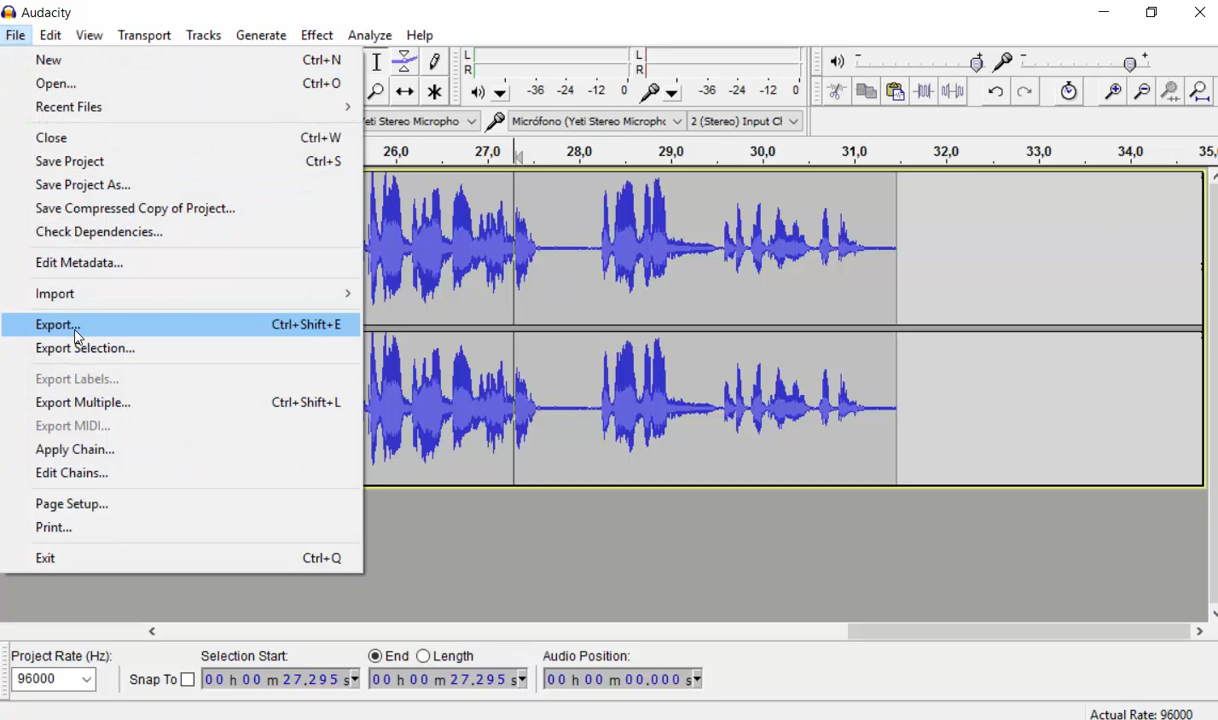 Audacity
File Edit View Transport Tracks Generate Effect Analyze Help
New Ctrl+N
Open... Ctrl+O
Recent Files
Close Ctrl+W
Save Project Ctrl+S
Save Project As...
Save Compressed Copy of Project...
Check Dependencies...
Edit Metadata...
Import
Export... Ctrl+Shift+E
Export Selection...
Export Labels...
Export Multiple... Ctrl+Shift+L
Export MIDI...
Apply Chain...
Edit Chains...
Page Setup...
Print...
Exit Ctrl+Q
L L
R R
-36 -24 -12 0 -36 -24 -12 0
- + - +
Stereo Micropho Micrófono (Yeti Stereo Microphc 2 (Stereo) Input Cl
26,0 27,0 28,0 29,0 30,0 31,0 32,0 33,0 34,0 35,
Project Rate (Hz): Selection Start: End Length Audio Position:
96000 Snap To 00 h 00 m 27.295 s 00 h 00 m 27.295 s 00 h 00 m 00.000 s
Actual Rate: 96000